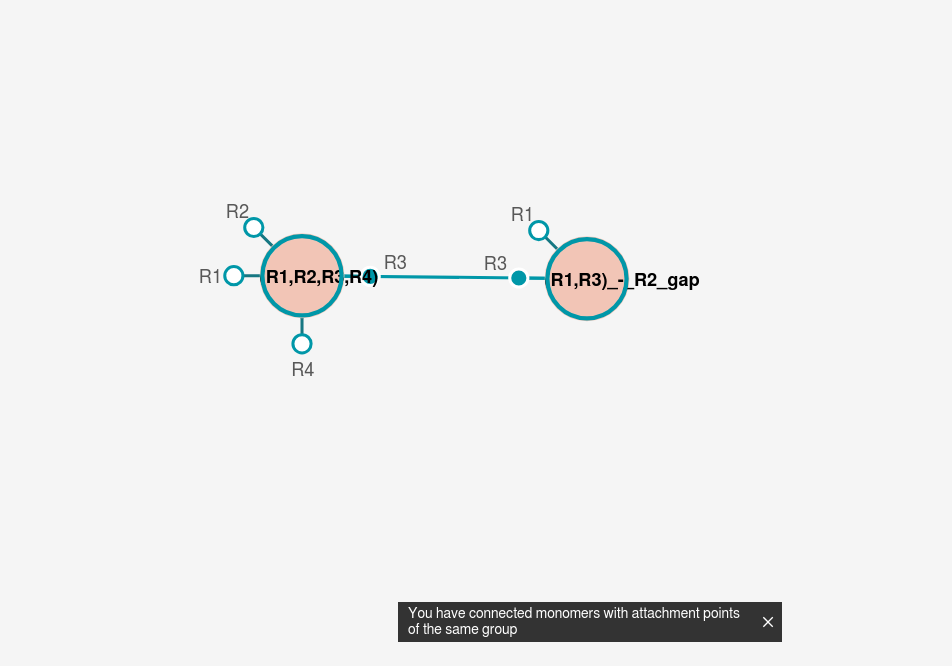 R2
R1
R1
R3
R3
R1,R2,R3,R4)
R1,R3)_-_R2_gap
R4
You have connected monomers with attachment points
of the same group